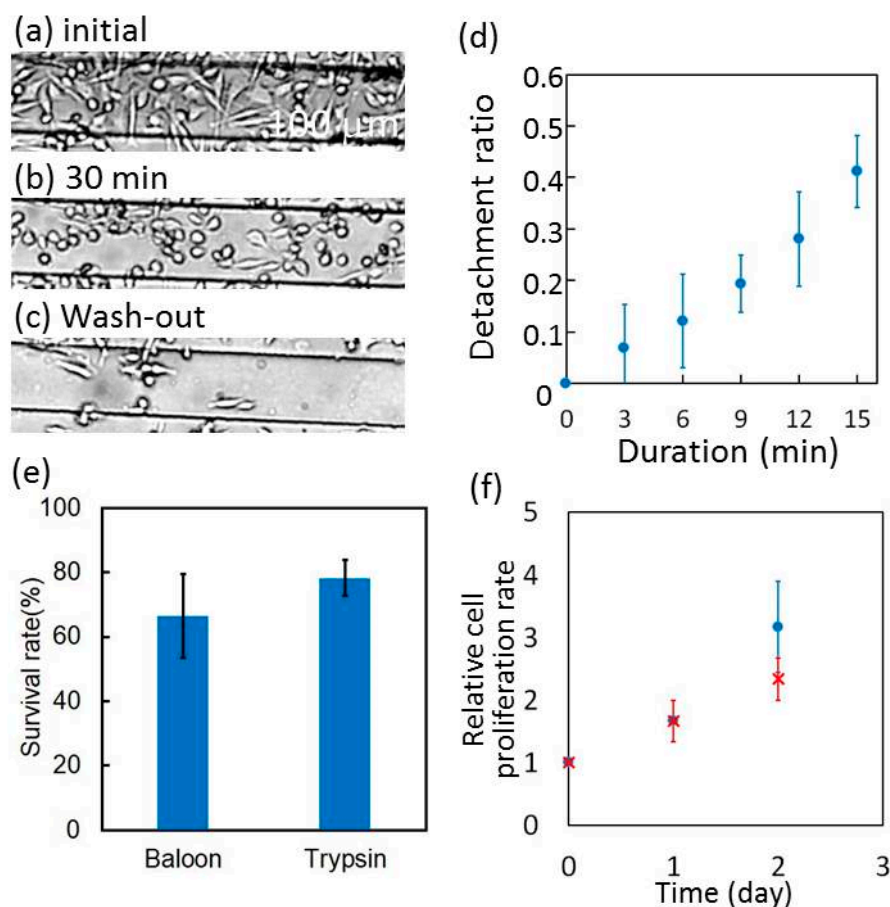 (a) initial
100 µm
(b) 30 min
(c) Wash-out
(d)
Detachment ratio
0.6
0.5
0.4
0.3
0.2
0.1
0
0 3 6 9 12 15
Duration (min)
(e)
Survival rate(%)
100
80
60
40
20
0
Baloon Trypsin
(f)
Relative cell
proliferation rate
5
4
3
2
1
0
0 1 2 3
Time (day)